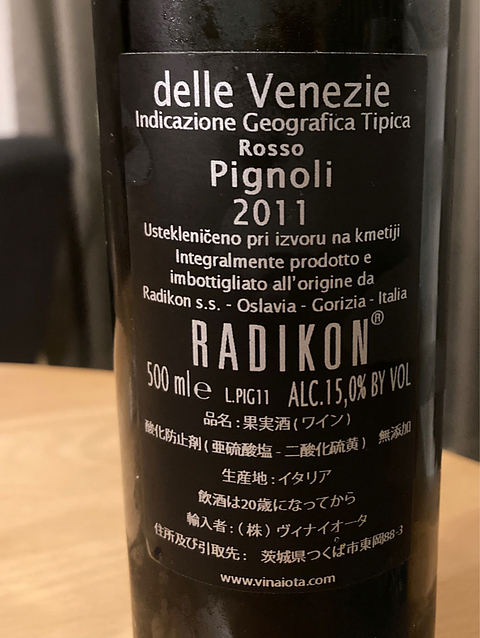 delle Venezie
Indicazione Geografica Tipica
Rosso
Pignoli
2011
Ustekleničeno pri izvoru na kmetiji
Integralmente prodotto e
imbottigliato all'origine da
Radikon s.s. - Oslavia - Gorizia - Italia
RADIKON®
500 ml ℮ L.PIG11 ALC.15,0% BY VOL
品名:果実酒(ワイン)
酸化防止剤(亜硫酸塩-二酸化硫黄) 無添加
生産地:イタリア
飲酒は20歳になってから
輸入者:(株)ヴィナイオータ
住所及び引取先: 茨城県つくば市東岡88-3
www.vinaiota.com